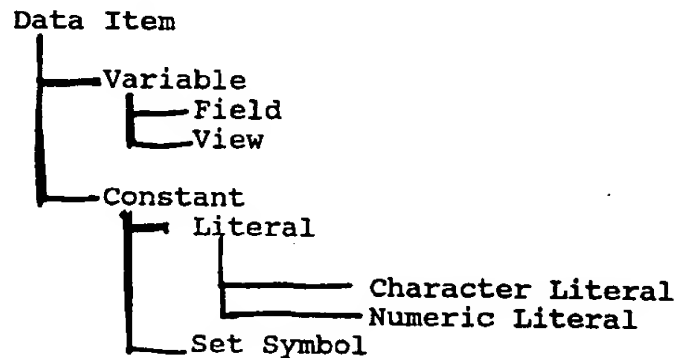 Data Item
Variable
Field
View
Constant
Literal
Character Literal
Numeric Literal
Set Symbol